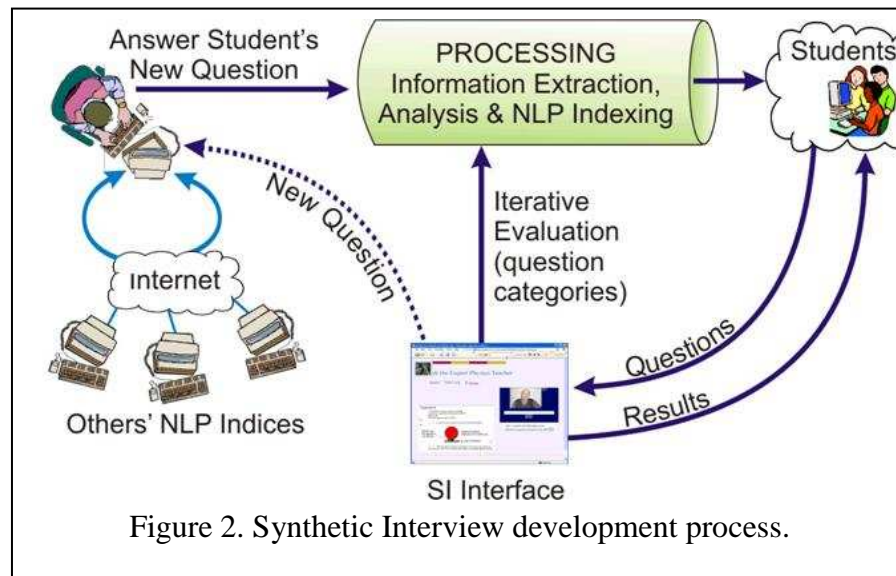 Answer Student's
New Question
PROCESSING
Information Extraction,
Analysis & NLP Indexing
Students
New Question
Iterative
Evaluation
(question
categories)
Internet
Questions
Results
Others' NLP Indices
SI Interface
Figure 2. Synthetic Interview development process.